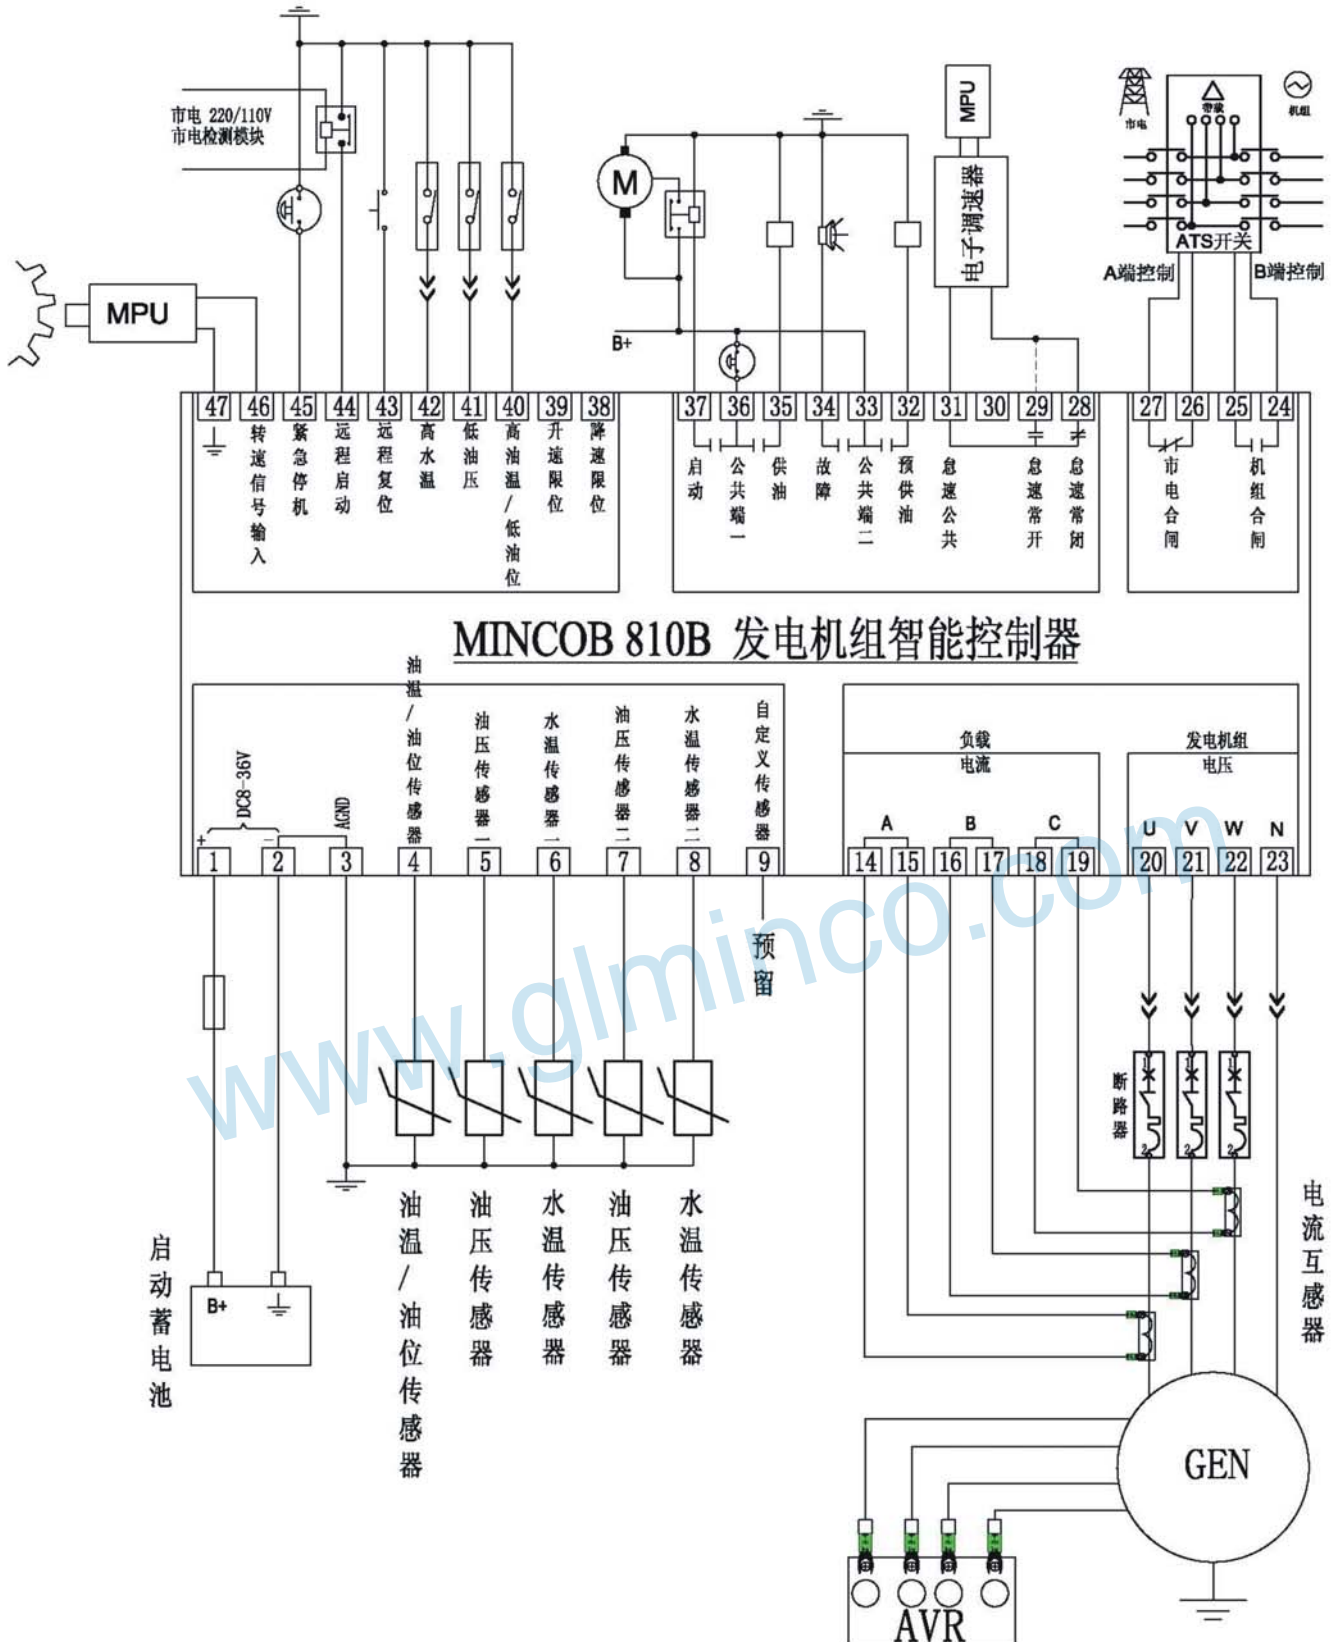 市电 220/110V
市电检测模块
MPU
M
B+
MPU
电子调速器
市电
带载
机组
ATS开关
A端控制
B端控制
47 46 45 44 43 42 41 40 39 38
37 36 35 34 33 32 31 30 29 28
27 26 25 24
转速信号输入
紧急停机
远程启动
远程复位
高水温
低油压
高油温/低油位
升速限位
降速限位
启动
公共端一
供油
故障
公共端二
预供油
怠速公共
怠速常开
怠速常闭
市电合闸
机组合闸
MINCOB 810B 发电机组智能控制器
+ DC8-36V −
AGND
油温/油位传感器
油压传感器一
水温传感器一
油压传感器二
水温传感器二
自定义传感器
负载
电流
A B C
发电机组
电压
U V W N
1 2 3 4 5 6 7 8 9
14 15 16 17 18 19
20 21 22 23
预留
www.glminco.com
断路器
1 1 1
2 2 2
电流互感器
启动蓄电池
B+
油温/油位传感器
油压传感器
水温传感器
油压传感器
水温传感器
GEN
AVR